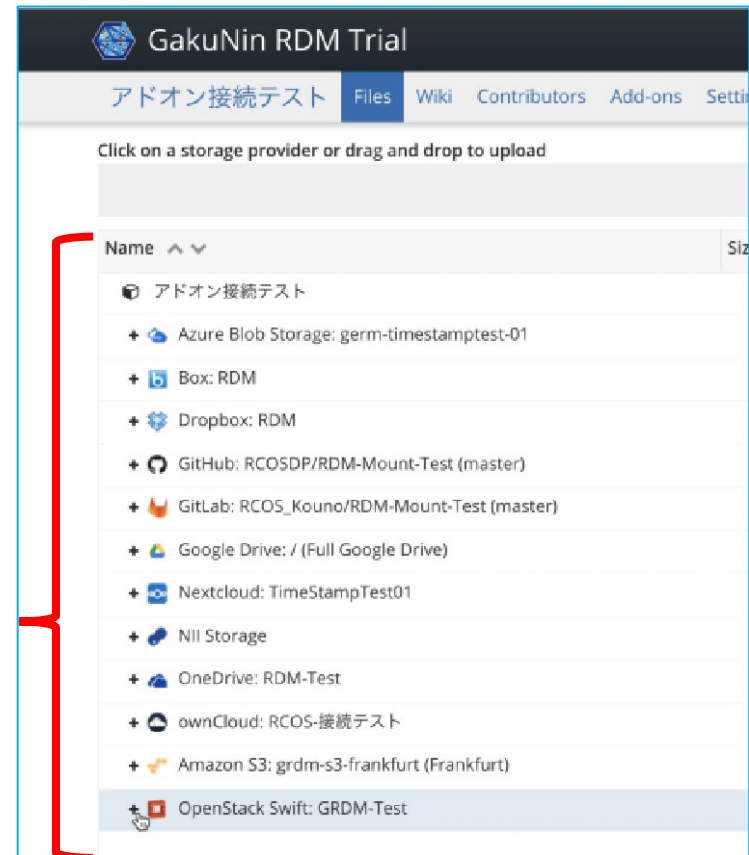 GakuNin RDM Trial
アドオン接続テスト Files Wiki Contributors Add-ons
Click on a storage provider or drag and drop to upload
Name
アドオン接続テスト
Azure Blob Storage: germ-timestamptest-01
Box: RDM
Dropbox: RDM
GitHub: RCOSDP/RDM-Mount-Test (master)
GitLab: RCOS_Kouno/RDM-Mount-Test (master)
Google Drive: / (Full Google Drive)
Nextcloud: TimeStampTest01
NII Storage
OneDrive: RDM-Test
ownCloud: RCOS-接続テスト
Amazon S3: grdm-s3-frankfurt (Frankfurt)
OpenStack Swift: GRDM-Test